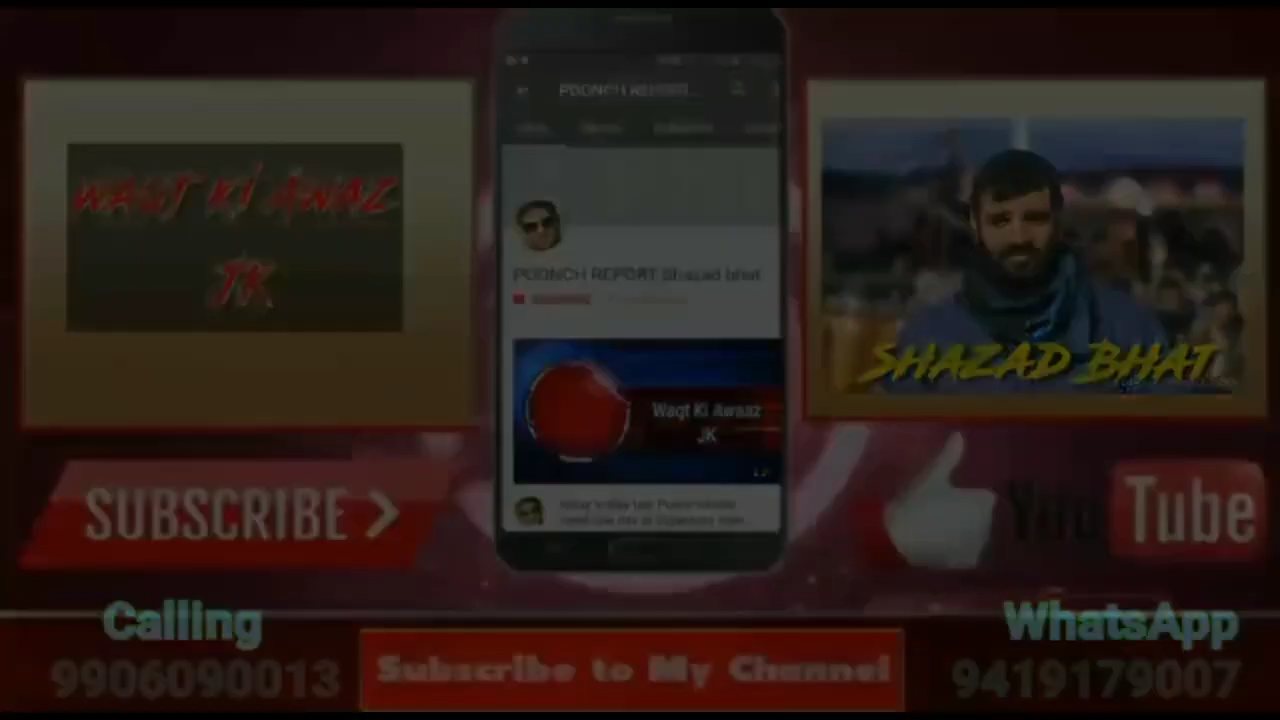 WAQT Ki AWAZ
JK
POONCH REPORT...
POONCH REPORT Shazad bhat
Waqt Ki Awaaz
JK
SHAZAD BHAT
SUBSCRIBE
YouTube
Calling
9906090013
Subscribe to My Channel
WhatsApp
9419179007